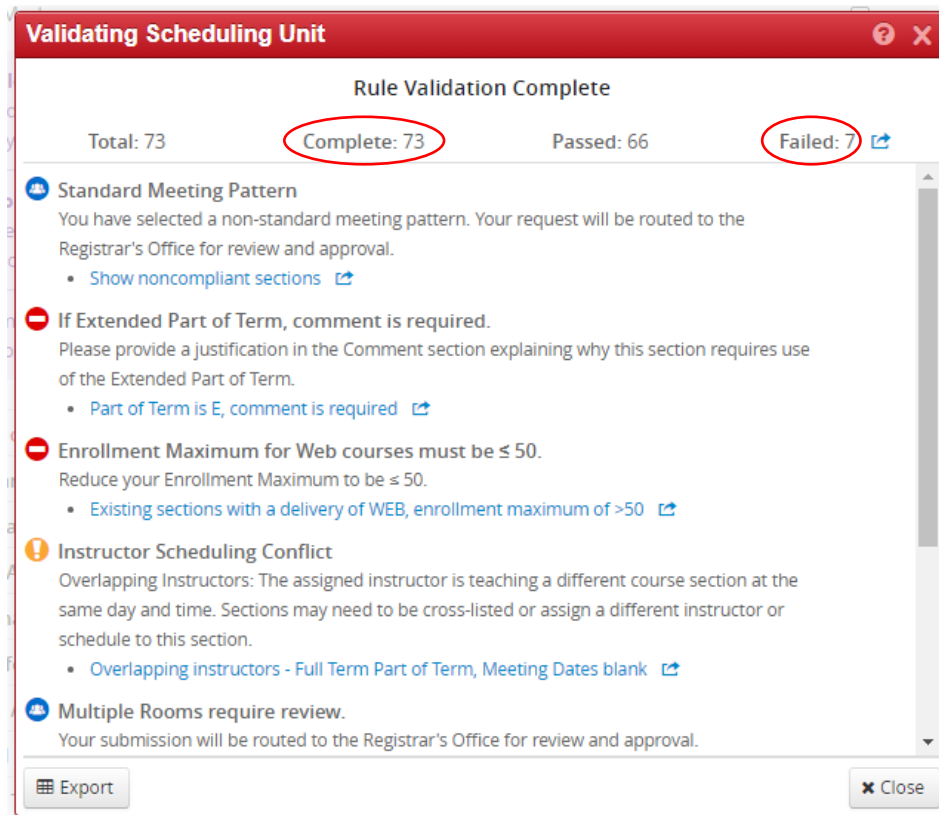 Validating Scheduling Unit
Rule Validation Complete
Total: 73 Complete: 73 Passed: 66 Failed: 7
Standard Meeting Pattern
You have selected a non-standard meeting pattern. Your request will be routed to the
Registrar's Office for review and approval.
• Show noncompliant sections
If Extended Part of Term, comment is required.
Please provide a justification in the Comment section explaining why this section requires use
of the Extended Part of Term.
• Part of Term is E, comment is required
Enrollment Maximum for Web courses must be ≤ 50.
Reduce your Enrollment Maximum to be ≤ 50.
• Existing sections with a delivery of WEB, enrollment maximum of >50
Instructor Scheduling Conflict
Overlapping Instructors: The assigned instructor is teaching a different course section at the
same day and time. Sections may need to be cross-listed or assign a different instructor or
schedule to this section.
• Overlapping instructors - Full Term Part of Term, Meeting Dates blank
Multiple Rooms require review.
Your submission will be routed to the Registrar's Office for review and approval.
Export
Close